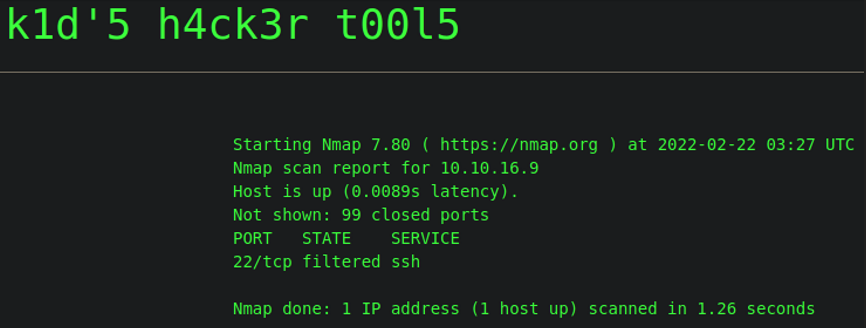 k1d'5 h4ck3r t00l5
Starting Nmap 7.80 ( https://nmap.org ) at 2022-02-22 03:27 UTC
Nmap scan report for 10.10.16.9
Host is up (0.0089s latency).
Not shown: 99 closed ports
PORT   STATE    SERVICE
22/tcp filtered ssh
Nmap done: 1 IP address (1 host up) scanned in 1.26 seconds